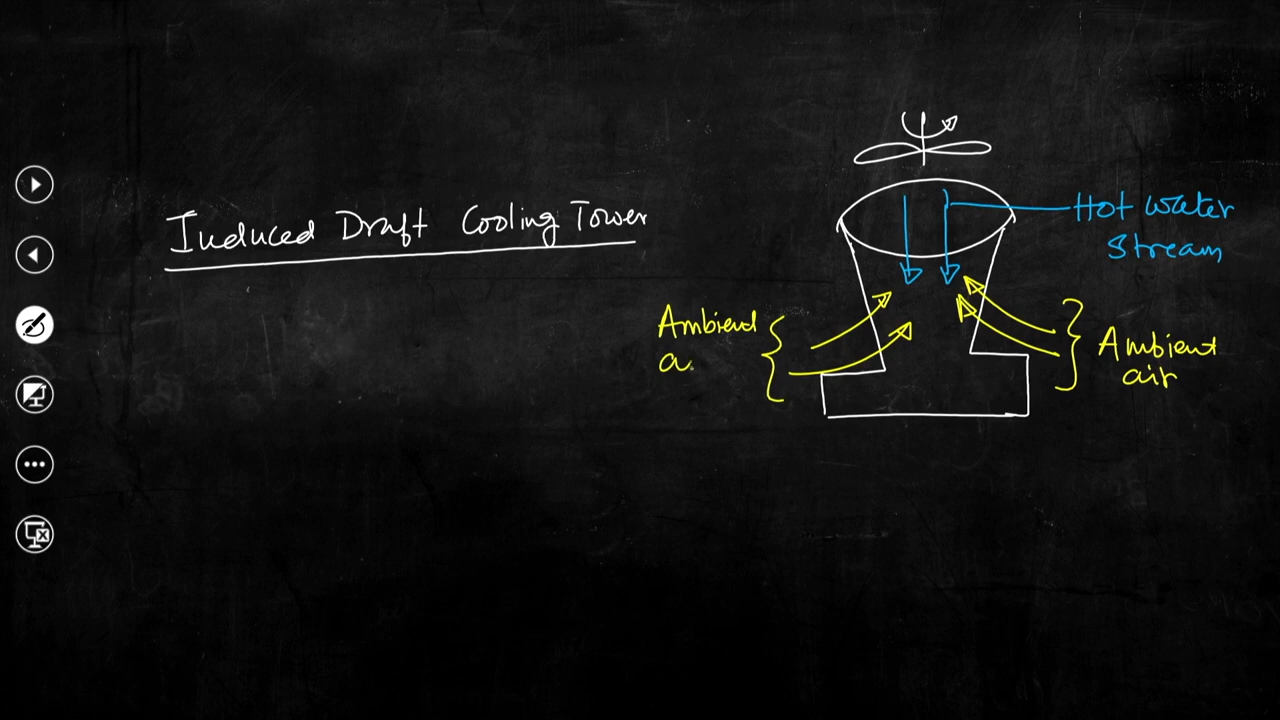 Induced Draft Cooling Tower
Hot water
Stream
Ambient
a
Ambient
air